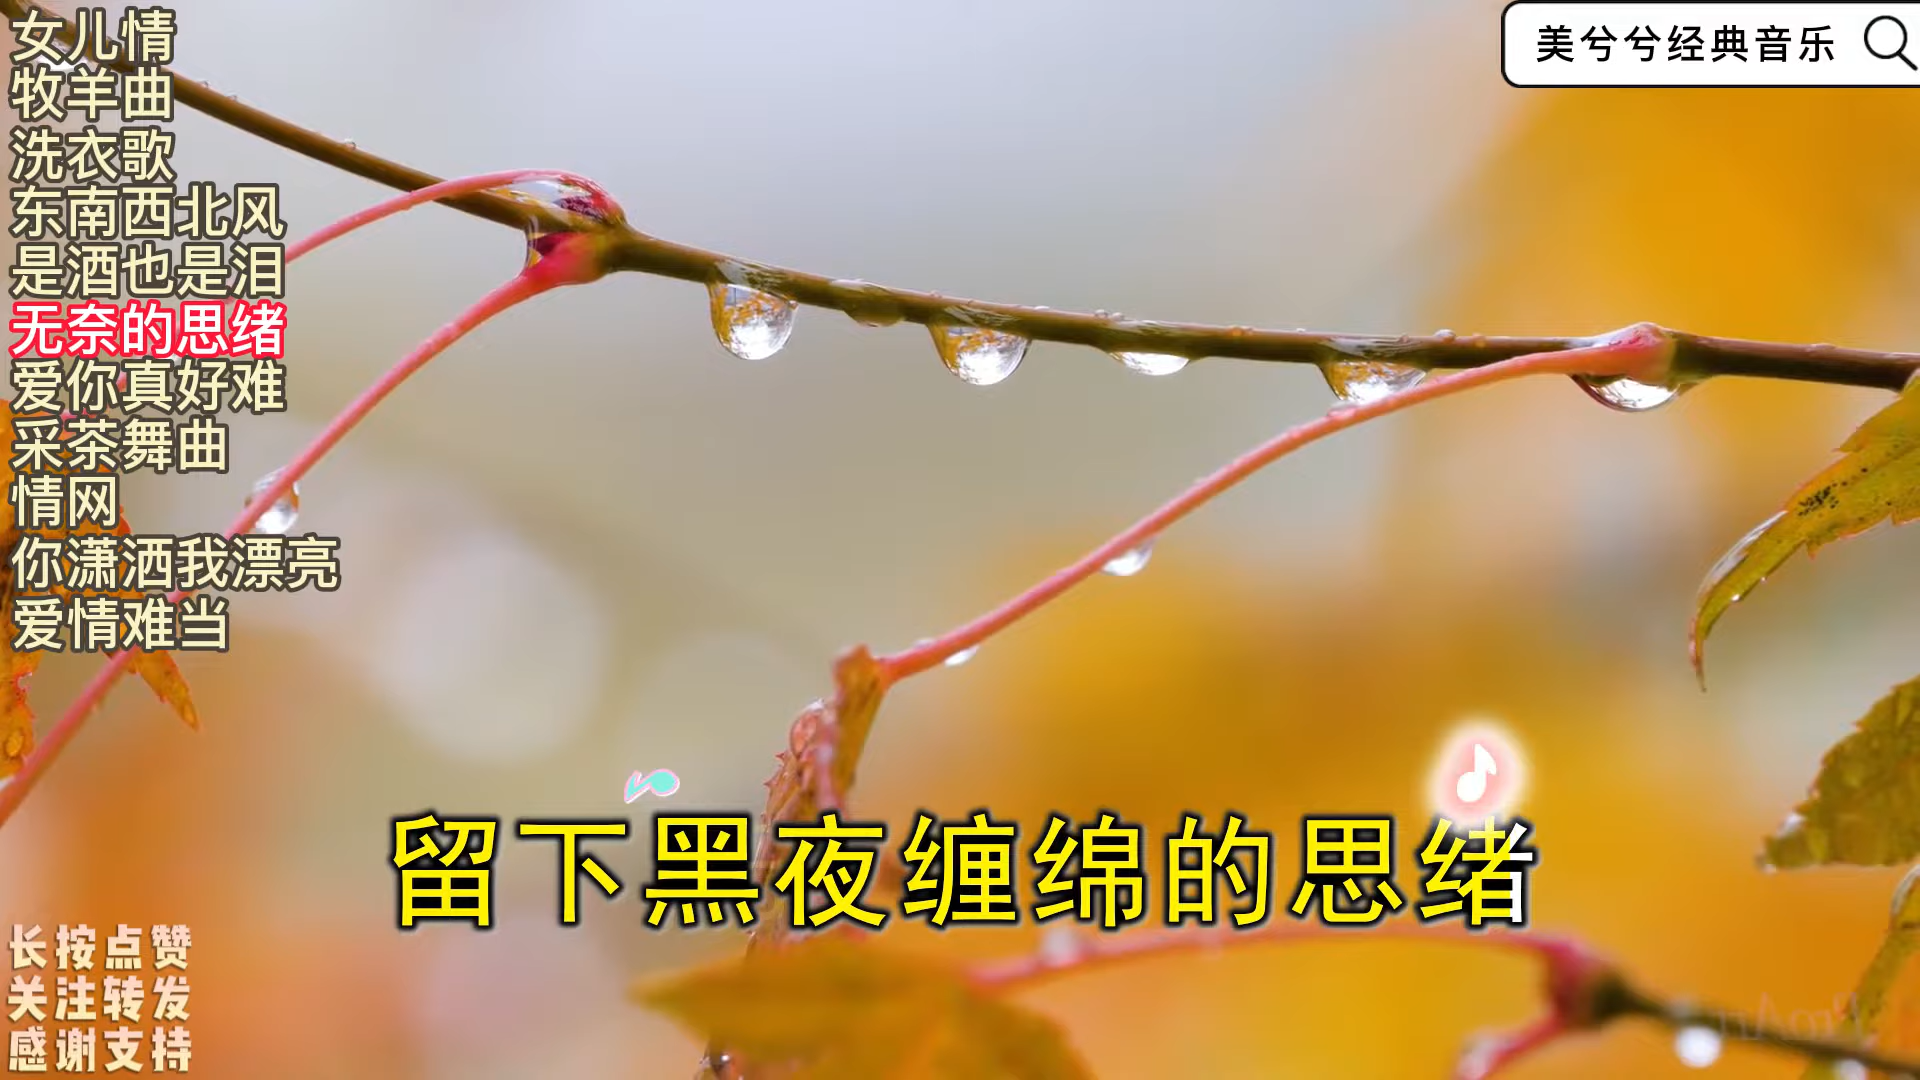 女儿情
牧羊曲
洗衣歌
东南西北风
是酒也是泪
无奈的思绪
爱你真好难
采茶舞曲
情网
你潇洒我漂亮
爱情难当
美兮兮经典音乐
留下黑夜缠绵的思绪
长按点赞
关注转发
感谢支持